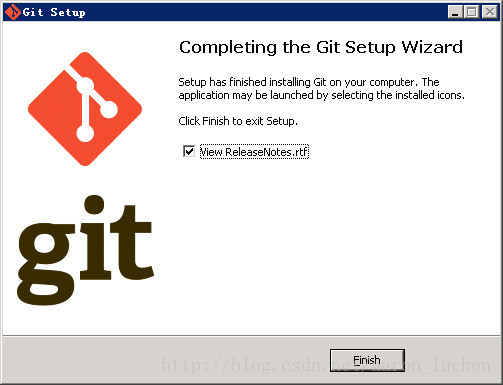 Git Setup
Completing the Git Setup Wizard
Setup has finished installing Git on your computer. The
application may be launched by selecting the installed icons.
Click Finish to exit Setup.
View ReleaseNotes.rtf
git
Finish
http://blog.csdn.net/aaron_luchen